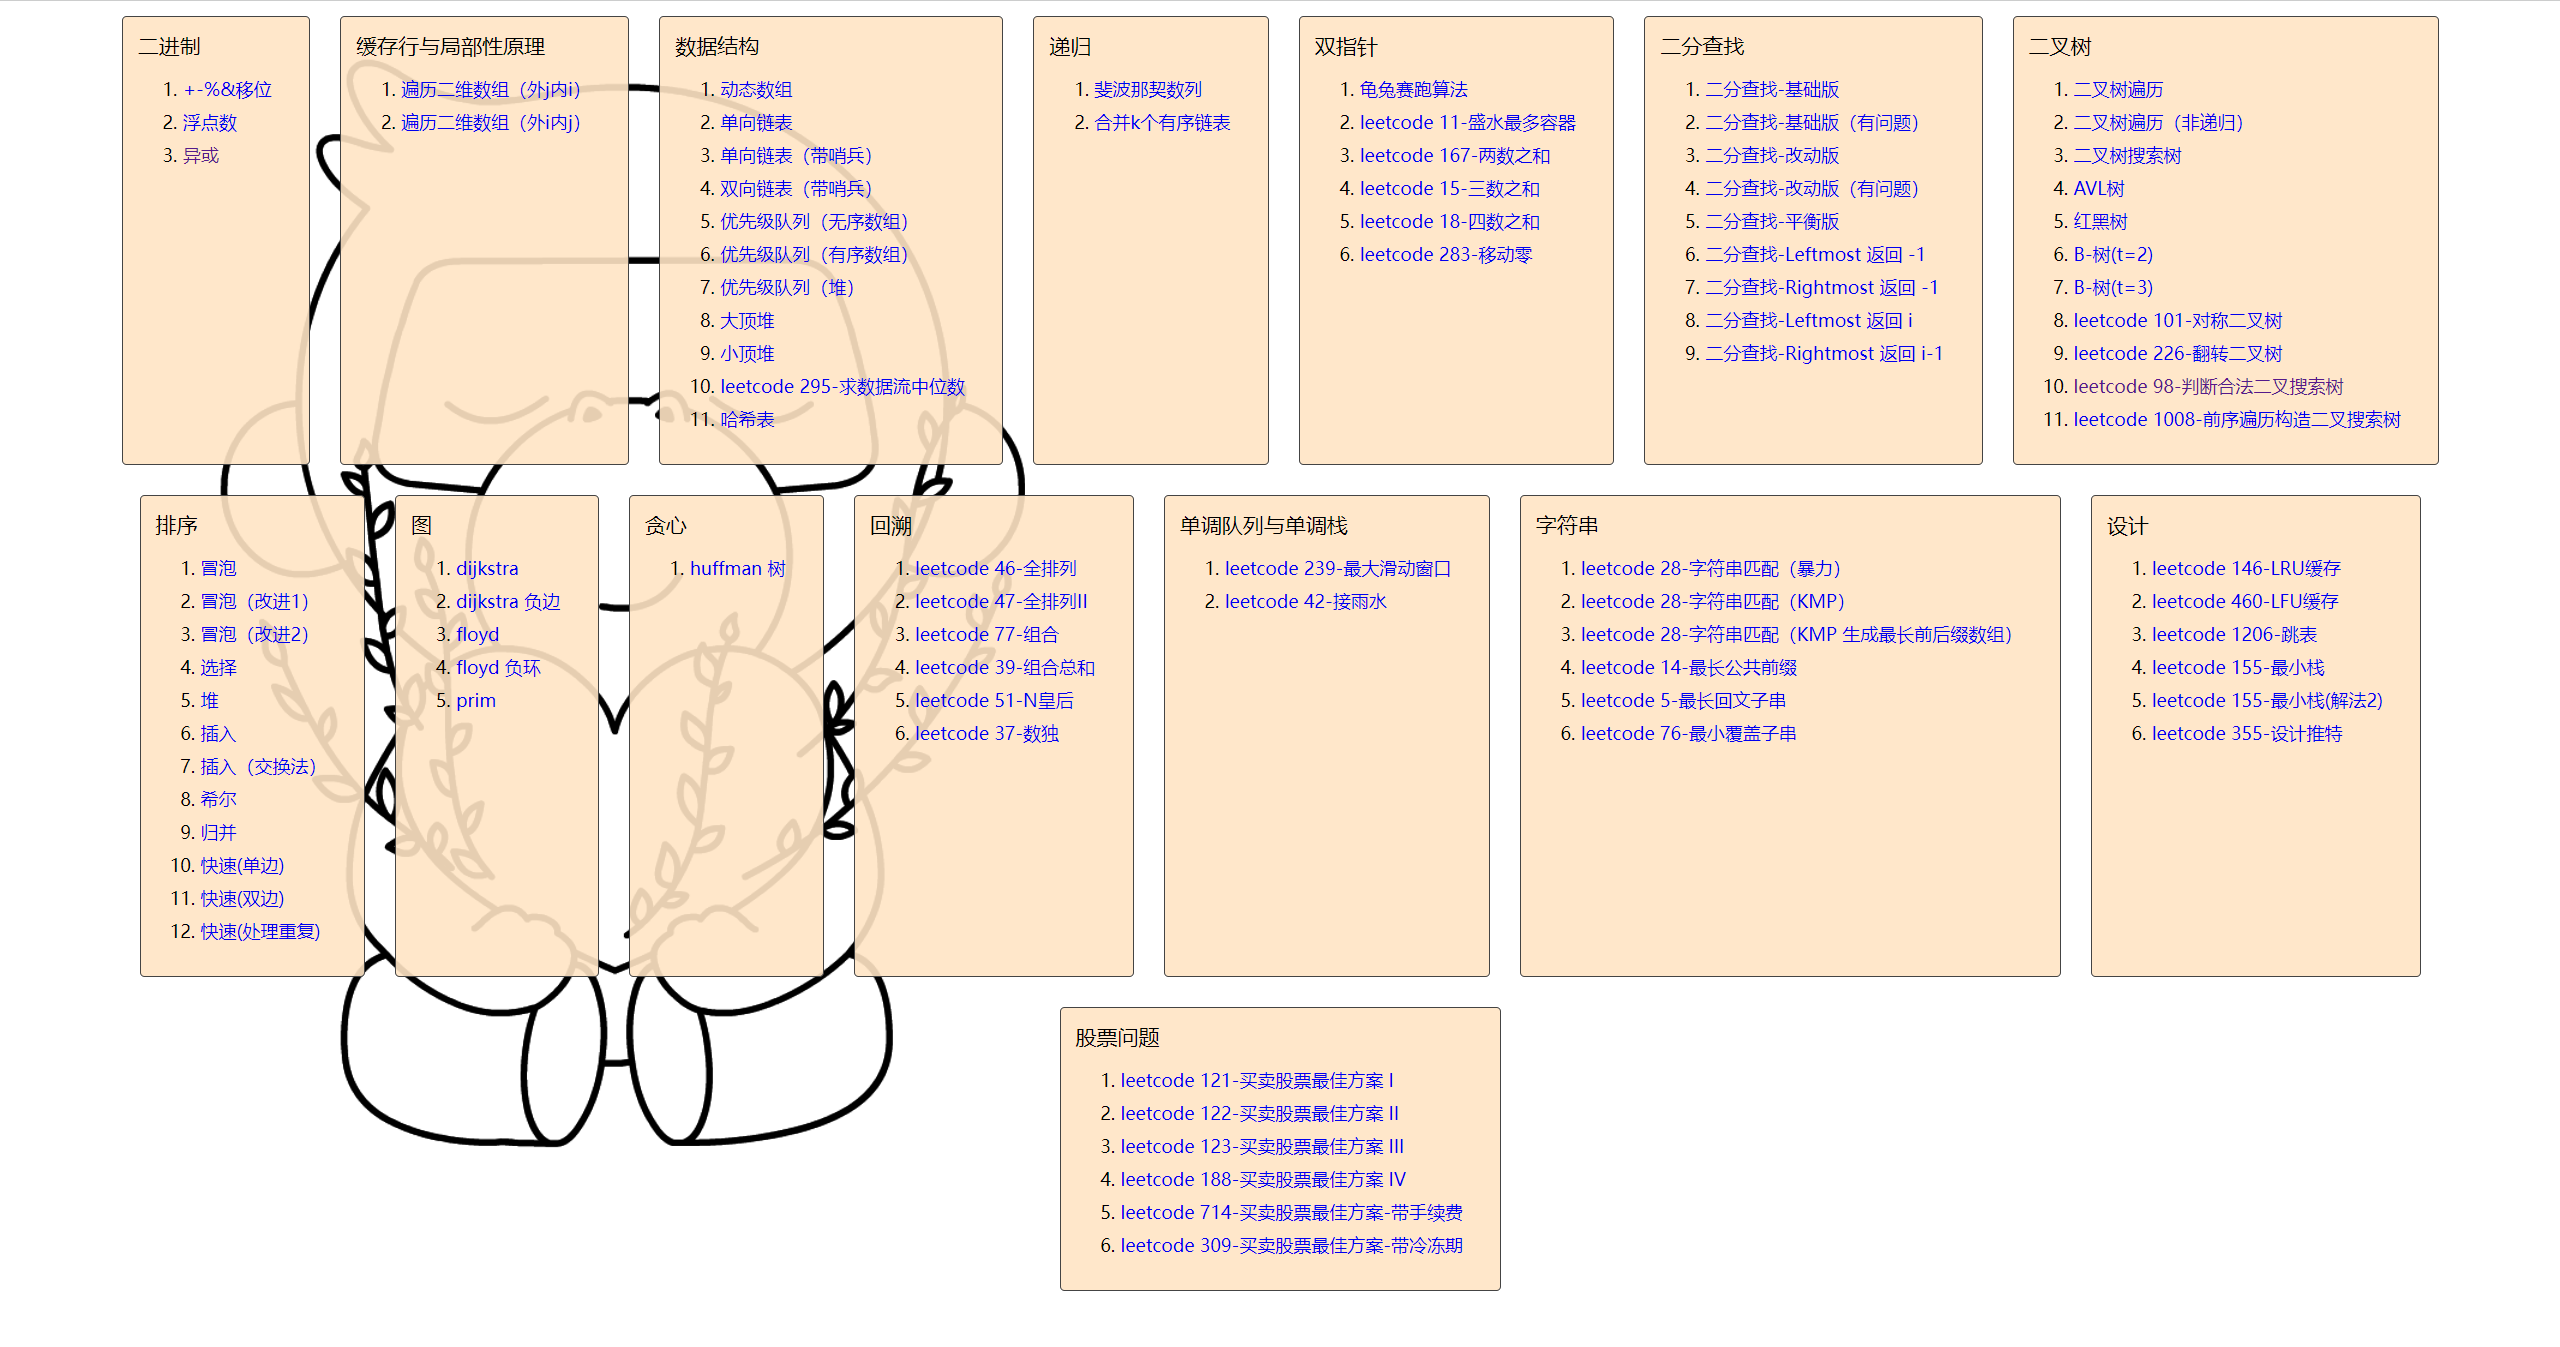 二进制
1. +-%&移位
2. 浮点数
3. 异或
缓存行与局部性原理
1. 遍历二维数组（外j内i）
2. 遍历二维数组（外i内j）
数据结构
1. 动态数组
2. 单向链表
3. 单向链表（带哨兵）
4. 双向链表（带哨兵）
5. 优先级队列（无序数组）
6. 优先级队列（有序数组）
7. 优先级队列（堆）
8. 大顶堆
9. 小顶堆
10. leetcode 295-求数据流中位数
11. 哈希表
递归
1. 斐波那契数列
2. 合并k个有序链表
双指针
1. 龟兔赛跑算法
2. leetcode 11-盛水最多容器
3. leetcode 167-两数之和
4. leetcode 15-三数之和
5. leetcode 18-四数之和
6. leetcode 283-移动零
二分查找
1. 二分查找-基础版
2. 二分查找-基础版（有问题）
3. 二分查找-改动版
4. 二分查找-改动版（有问题）
5. 二分查找-平衡版
6. 二分查找-Leftmost 返回 -1
7. 二分查找-Rightmost 返回 -1
8. 二分查找-Leftmost 返回 i
9. 二分查找-Rightmost 返回 i-1
二叉树
1. 二叉树遍历
2. 二叉树遍历（非递归）
3. 二叉树搜索树
4. AVL树
5. 红黑树
6. B-树(t=2)
7. B-树(t=3)
8. leetcode 101-对称二叉树
9. leetcode 226-翻转二叉树
10. leetcode 98-判断合法二叉搜索树
11. leetcode 1008-前序遍历构造二叉搜索树
排序
1. 冒泡
2. 冒泡（改进1）
3. 冒泡（改进2）
4. 选择
5. 堆
6. 插入
7. 插入（交换法）
8. 希尔
9. 归并
10. 快速(单边)
11. 快速(双边)
12. 快速(处理重复)
图
1. dijkstra
2. dijkstra 负边
3. floyd
4. floyd 负环
5. prim
贪心
1. huffman 树
回溯
1. leetcode 46-全排列
2. leetcode 47-全排列II
3. leetcode 77-组合
4. leetcode 39-组合总和
5. leetcode 51-N皇后
6. leetcode 37-数独
单调队列与单调栈
1. leetcode 239-最大滑动窗口
2. leetcode 42-接雨水
字符串
1. leetcode 28-字符串匹配（暴力）
2. leetcode 28-字符串匹配（KMP）
3. leetcode 28-字符串匹配（KMP 生成最长前后缀数组）
4. leetcode 14-最长公共前缀
5. leetcode 5-最长回文子串
6. leetcode 76-最小覆盖子串
设计
1. leetcode 146-LRU缓存
2. leetcode 460-LFU缓存
3. leetcode 1206-跳表
4. leetcode 155-最小栈
5. leetcode 155-最小栈(解法2)
6. leetcode 355-设计推特
股票问题
1. leetcode 121-买卖股票最佳方案 I
2. leetcode 122-买卖股票最佳方案 II
3. leetcode 123-买卖股票最佳方案 III
4. leetcode 188-买卖股票最佳方案 IV
5. leetcode 714-买卖股票最佳方案-带手续费
6. leetcode 309-买卖股票最佳方案-带冷冻期